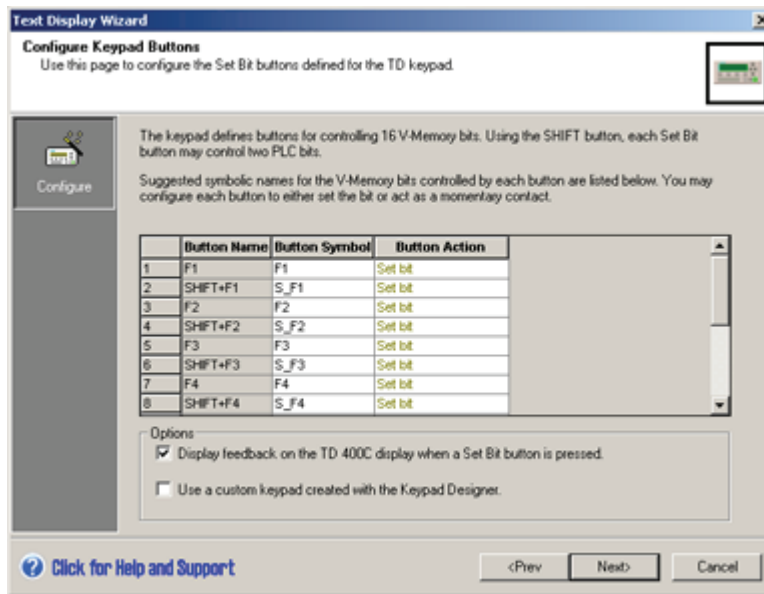 Text Display Wizard
Configure Keypad Buttons
Use this page to configure the Set Bit buttons defined for the TD keypad.
Configure
The keypad defines buttons for controlling 16 V-Memory bits. Using the SHIFT button, each Set Bit
button may control two PLC bits.
Suggested symbolic names for the V-Memory bits controlled by each button are listed below. You may
configure each button to either set the bit or act as a momentary contact.
Button Name Button Symbol Button Action
1 F1 F1 Set bit
2 SHIFT+F1 S_F1 Set bit
3 F2 F2 Set bit
4 SHIFT+F2 S_F2 Set bit
5 F3 F3 Set bit
6 SHIFT+F3 S_F3 Set bit
7 F4 F4 Set bit
8 SHIFT+F4 S_F4 Set bit
Options
Display feedback on the TD 400C display when a Set Bit button is pressed.
Use a custom keypad created with the Keypad Designer.
Click for Help and Support
<Prev Next> Cancel